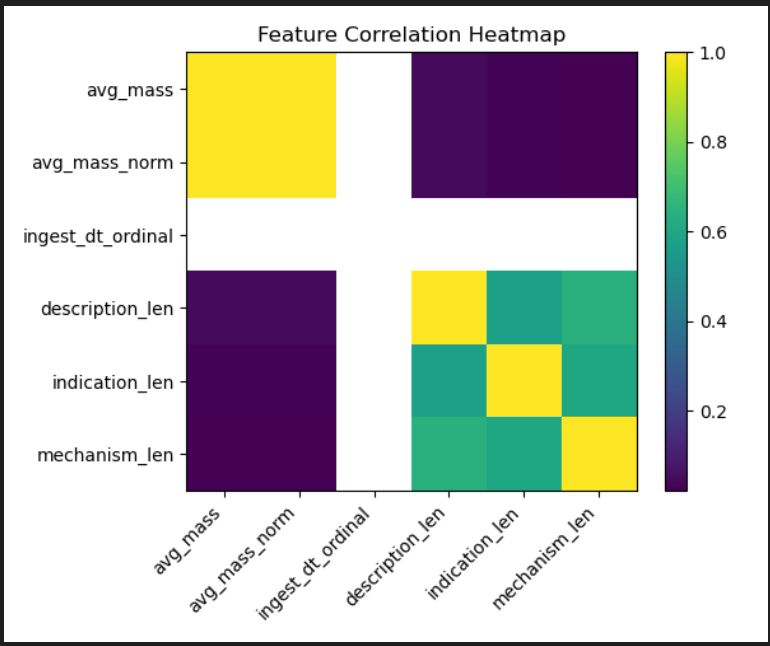 Feature Correlation Heatmap
avg_mass
avg_mass_norm
ingest_dt_ordinal
description_len
indication_len
mechanism_len
1.0
0.8
0.6
0.4
0.2
avg_mass
avg_mass_norm
ingest_dt_ordinal
description_len
indication_len
mechanism_len